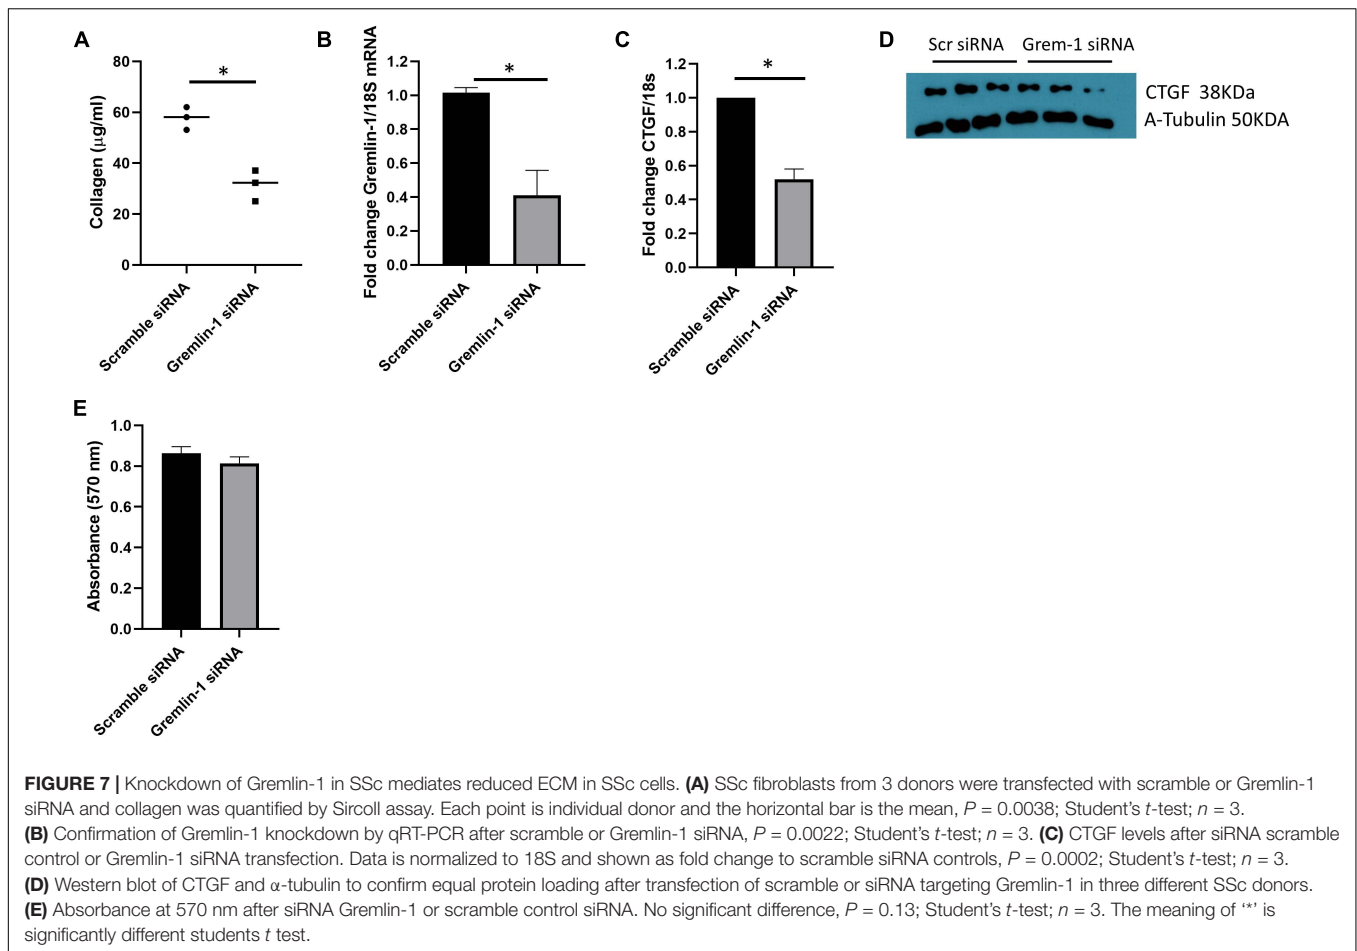 A
Collagen (µg/ml)
80
60
40
20
0
*
Scramble siRNA
Gremlin-1 siRNA
B
Fold change Gremlin-1/18S mRNA
1.2
1.0
0.8
0.6
0.4
0.2
0.0
*
Scramble siRNA
Gremlin-1 siRNA
C
Fold change CTGF/18s
1.2
1.0
0.8
0.6
0.4
0.2
0.0
*
Scramble siRNA
Gremlin-1 siRNA
D
Scr siRNA Grem-1 siRNA
CTGF 38KDa
A-Tubulin 50KDA
E
Absorbance (570 nm)
1.0
0.8
0.6
0.4
0.2
0.0
Scramble siRNA
Gremlin-1 siRNA
FIGURE 7 | Knockdown of Gremlin-1 in SSc mediates reduced ECM in SSc cells. (A) SSc fibroblasts from 3 donors were transfected with scramble or Gremlin-1
siRNA and collagen was quantified by Sircoll assay. Each point is individual donor and the horizontal bar is the mean, P = 0.0038; Student's t-test; n = 3.
(B) Confirmation of Gremlin-1 knockdown by qRT-PCR after scramble or Gremlin-1 siRNA, P = 0.0022; Student's t-test; n = 3. (C) CTGF levels after siRNA scramble
control or Gremlin-1 siRNA transfection. Data is normalized to 18S and shown as fold change to scramble siRNA controls, P = 0.0002; Student's t-test; n = 3.
(D) Western blot of CTGF and α-tubulin to confirm equal protein loading after transfection of scramble or siRNA targeting Gremlin-1 in three different SSc donors.
(E) Absorbance at 570 nm after siRNA Gremlin-1 or scramble control siRNA. No significant difference, P = 0.13; Student's t-test; n = 3. The meaning of '*' is
significantly different students t test.